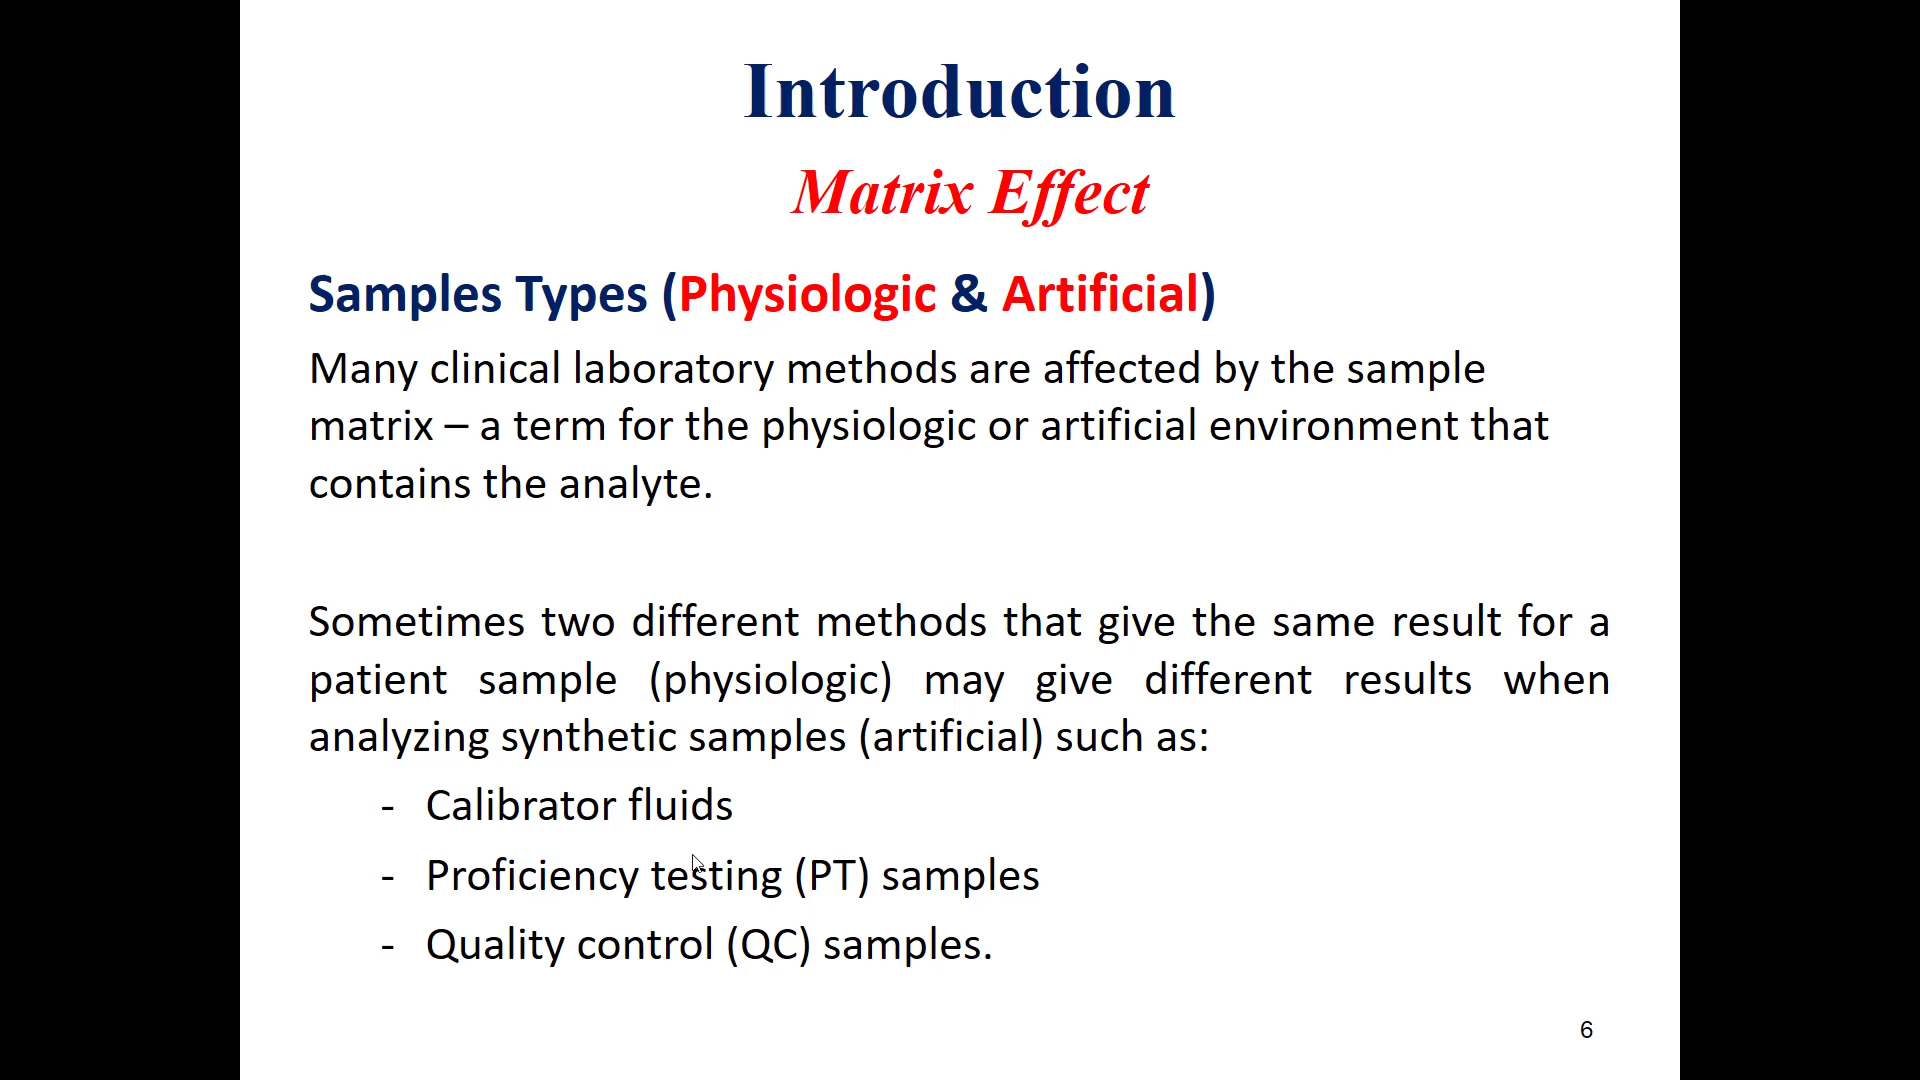 Introduction
Matrix Effect
Samples Types (Physiologic & Artificial)
Many clinical laboratory methods are affected by the sample
matrix – a term for the physiologic or artificial environment that
contains the analyte.
Sometimes two different methods that give the same result for a
patient sample (physiologic) may give different results when
analyzing synthetic samples (artificial) such as:
- Calibrator fluids
- Proficiency testing (PT) samples
- Quality control (QC) samples.
6